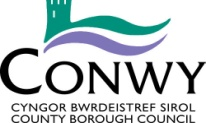 CONWY
CYNGOR BWRDEISTREF SIROL
COUNTY BOROUGH COUNCIL